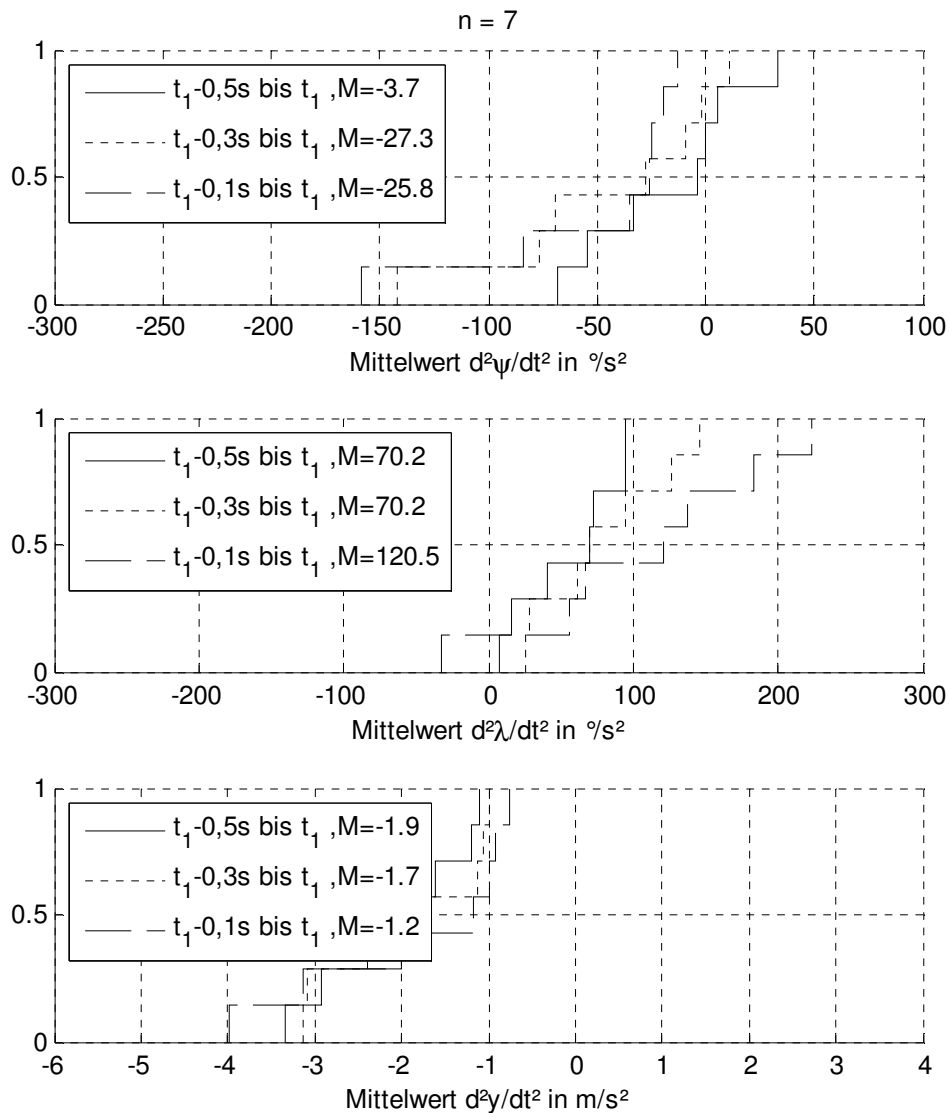 n = 7
1
0.5
0
t₁-0,5s bis t₁ ,M=-3.7
t₁-0,3s bis t₁ ,M=-27.3
t₁-0,1s bis t₁ ,M=-25.8
-300 -250 -200 -150 -100 -50 0 50 100
Mittelwert d²ψ/dt² in °/s²
1
0.5
0
t₁-0,5s bis t₁ ,M=70.2
t₁-0,3s bis t₁ ,M=70.2
t₁-0,1s bis t₁ ,M=120.5
-300 -200 -100 0 100 200 300
Mittelwert d²λ/dt² in °/s²
1
0.5
0
t₁-0,5s bis t₁ ,M=-1.9
t₁-0,3s bis t₁ ,M=-1.7
t₁-0,1s bis t₁ ,M=-1.2
-6 -5 -4 -3 -2 -1 0 1 2 3 4
Mittelwert d²y/dt² in m/s²